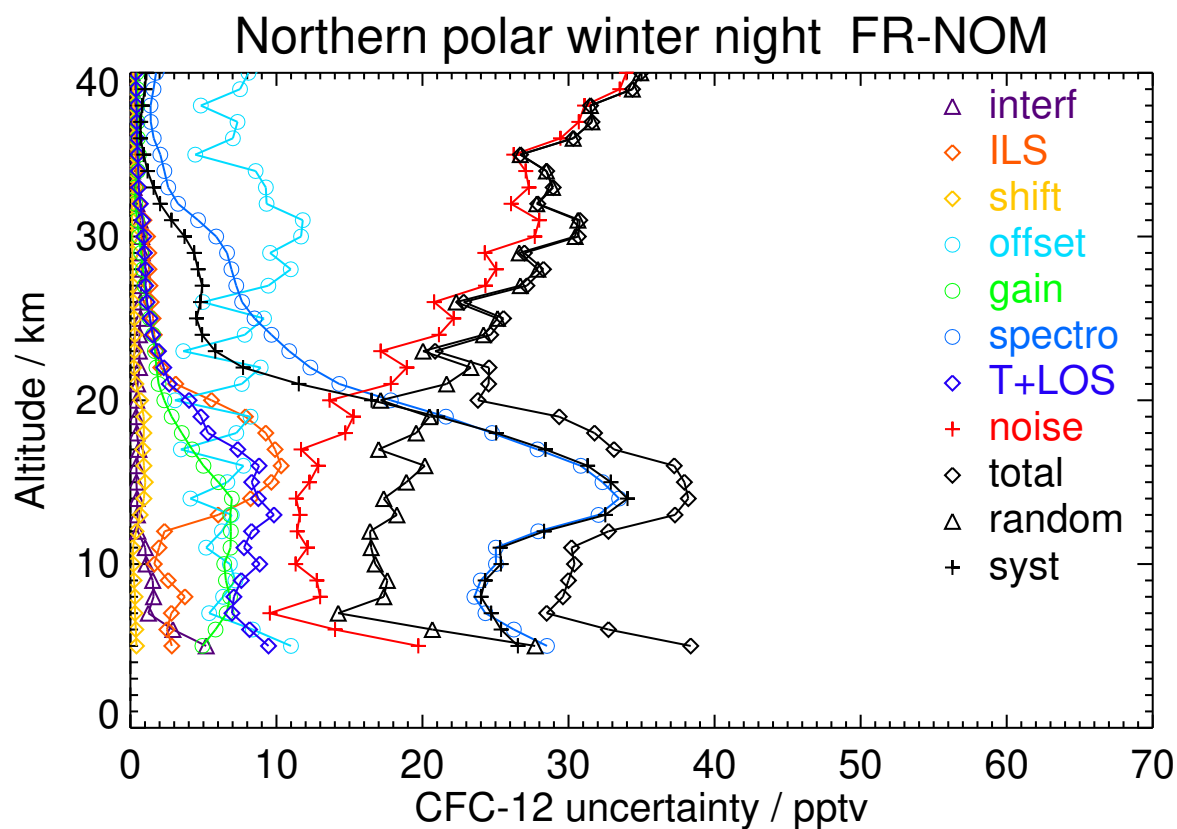 Northern polar winter night FR-NOM
40
30
20
10
0
Altitude / km
interf
ILS
shift
offset
gain
spectro
T+LOS
noise
total
random
syst
0 10 20 30 40 50 60 70
CFC-12 uncertainty / pptv